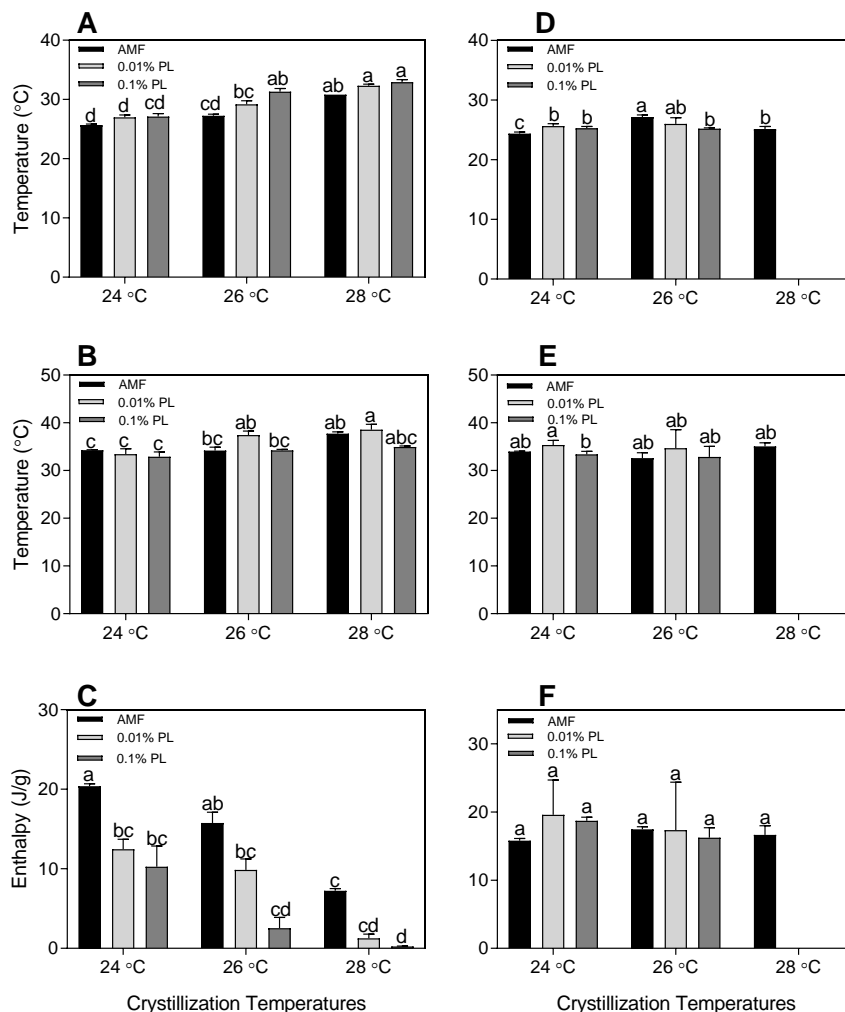 A
Temperature (°C)
40
30
20
10
0
AMF
0.01% PL
0.1% PL
d d cd
cd bc ab
ab a a
24 °C 26 °C 28 °C
D
40
30
20
10
0
AMF
0.01% PL
0.1% PL
c b b
a ab b
b
24 °C 26 °C 28 °C
B
Temperature (°C)
50
40
30
20
10
0
AMF
0.01% PL
0.1% PL
c c c
bc ab bc
ab a abc
24 °C 26 °C 28 °C
E
50
40
30
20
10
0
AMF
0.01% PL
0.1% PL
ab a b
ab ab ab
ab
24 °C 26 °C 28 °C
C
Enthalpy (J/g)
30
20
10
0
AMF
0.01% PL
0.1% PL
a bc bc
ab bc cd
c cd d
24 °C 26 °C 28 °C
Crystillization Temperatures
F
30
20
10
0
AMF
0.01% PL
0.1% PL
a a a
a a a
a
24 °C 26 °C 28 °C
Crystillization Temperatures